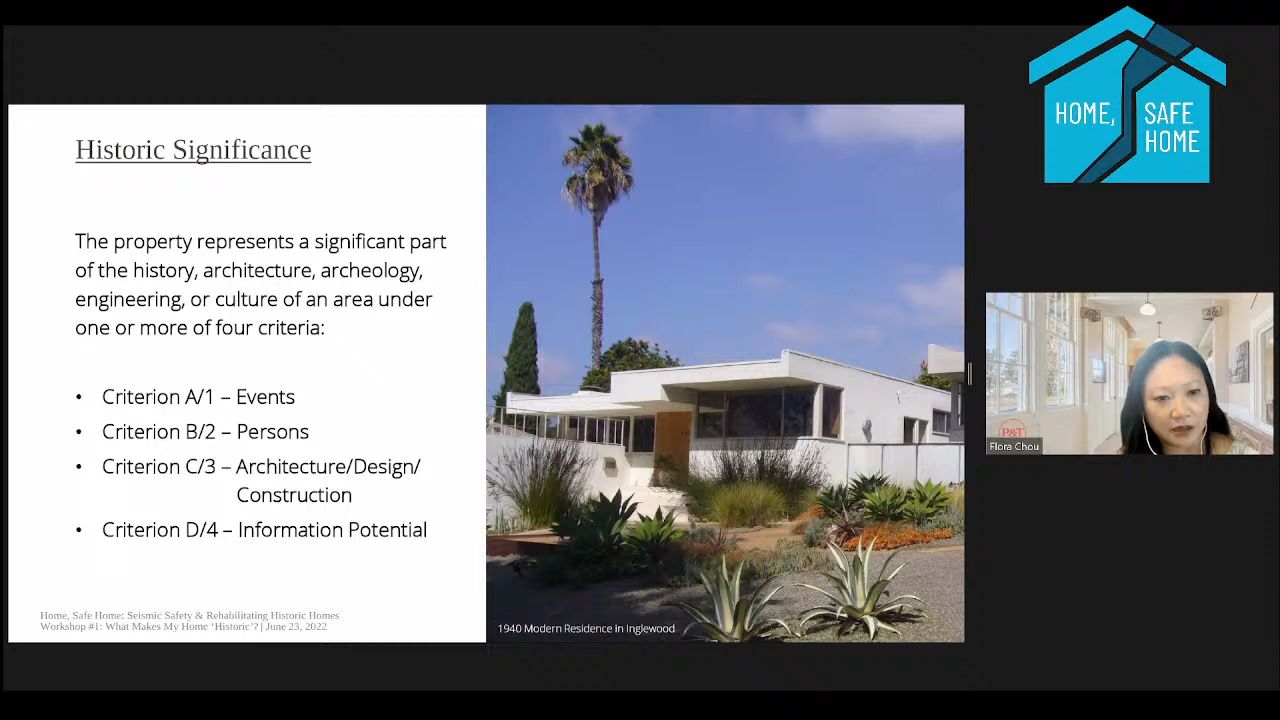 HOME, SAFE
HOME
Historic Significance
The property represents a significant part
of the history, architecture, archeology,
engineering, or culture of an area under
one or more of four criteria:
• Criterion A/1 – Events
• Criterion B/2 – Persons
• Criterion C/3 – Architecture/Design/
Construction
• Criterion D/4 – Information Potential
Home, Safe Home: Seismic Safety & Rehabilitating Historic Homes
Workshop #1: What Makes My Home ‘Historic’? | June 23, 2022
1940 Modern Residence in Inglewood
P&T
Flora Chou